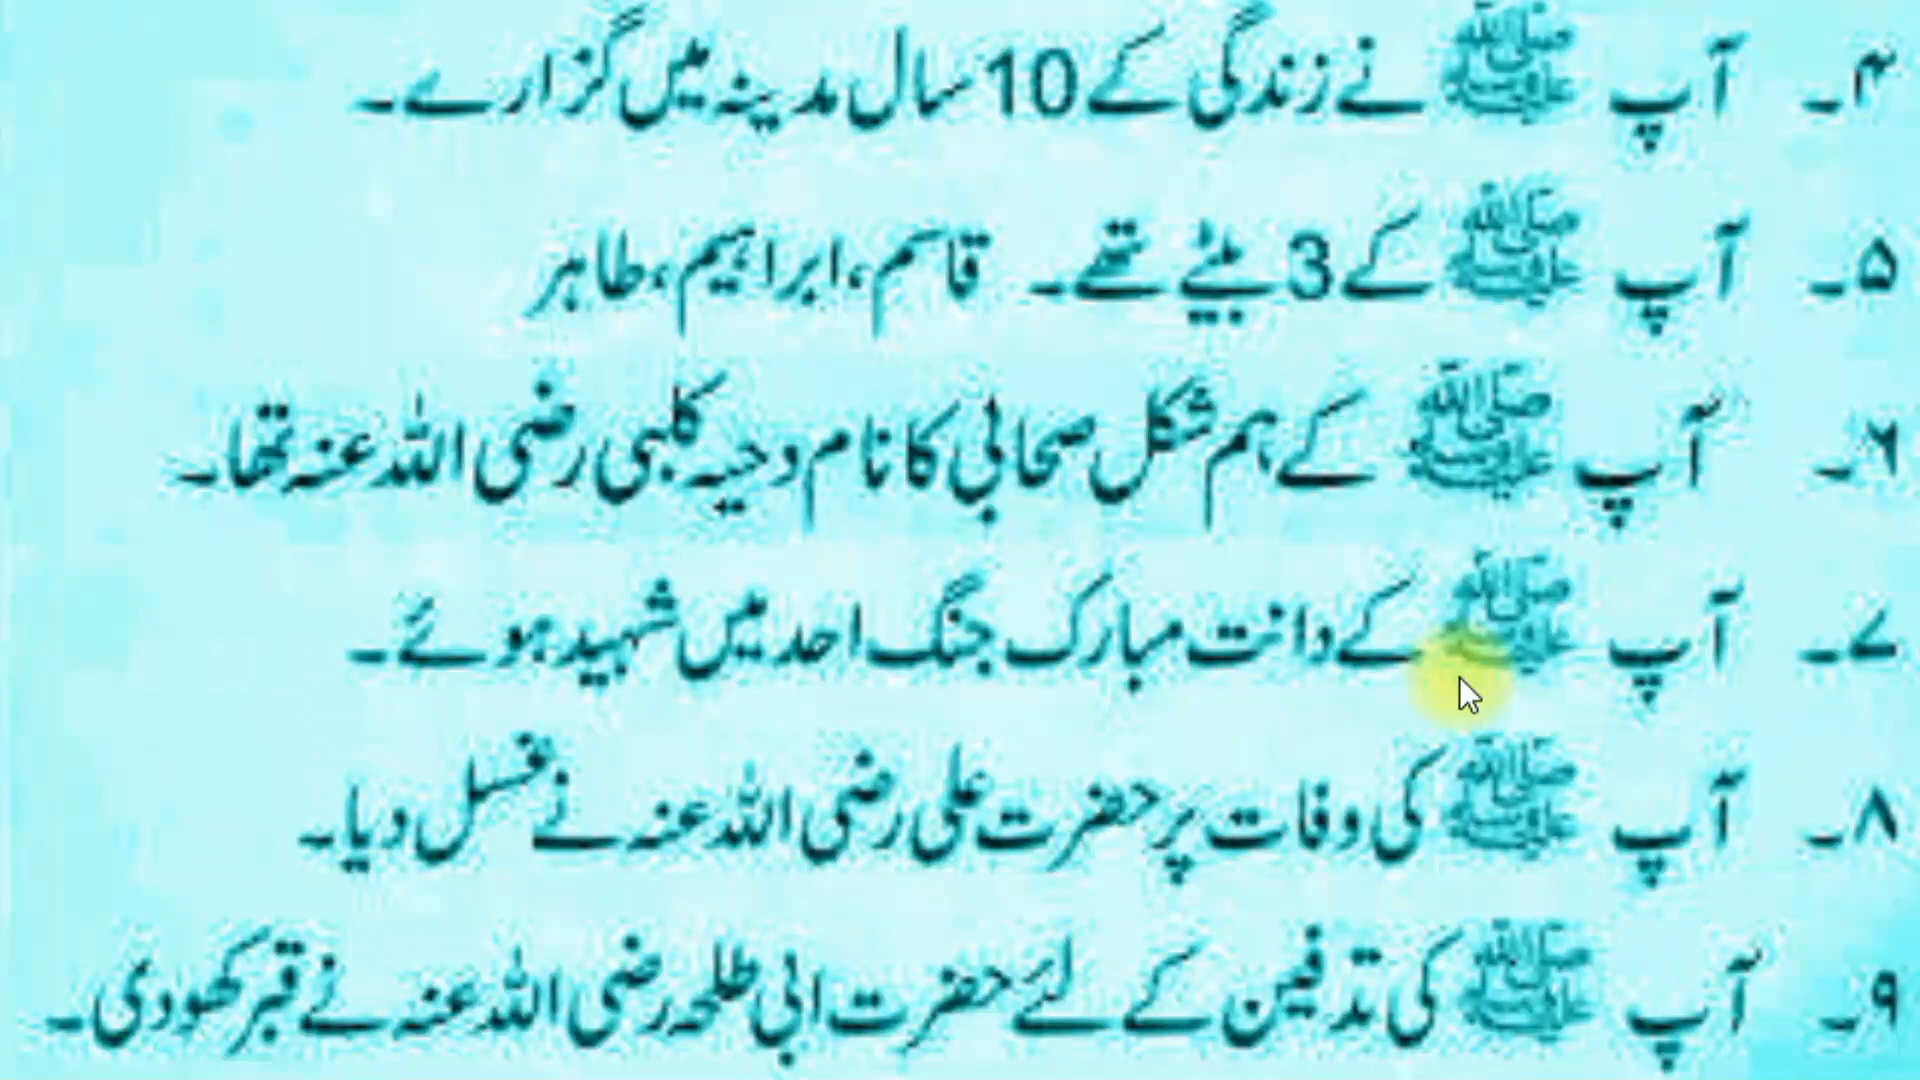 ۴۔ آپ ﷺ نے زندگی کے 10 سال مدینہ میں گزارے۔
۵۔ آپ ﷺ کے 3 بیٹے تھے۔ قاسم، ابراہیم، طاہر
۶۔ آپ ﷺ کے ہم شکل صحابی کا نام دحیہ کلبی رضی اللہ عنہ تھا۔
۷۔ آپ ﷺ کے دانت مبارک جنگ احد میں شہید ہوئے۔
۸۔ آپ ﷺ کی وفات پر حضرت علی رضی اللہ عنہ نے غسل دیا۔
۹۔ آپ ﷺ کی تدفین کے لئے حضرت ابی طلحہ رضی اللہ عنہ نے قبر کھودی۔